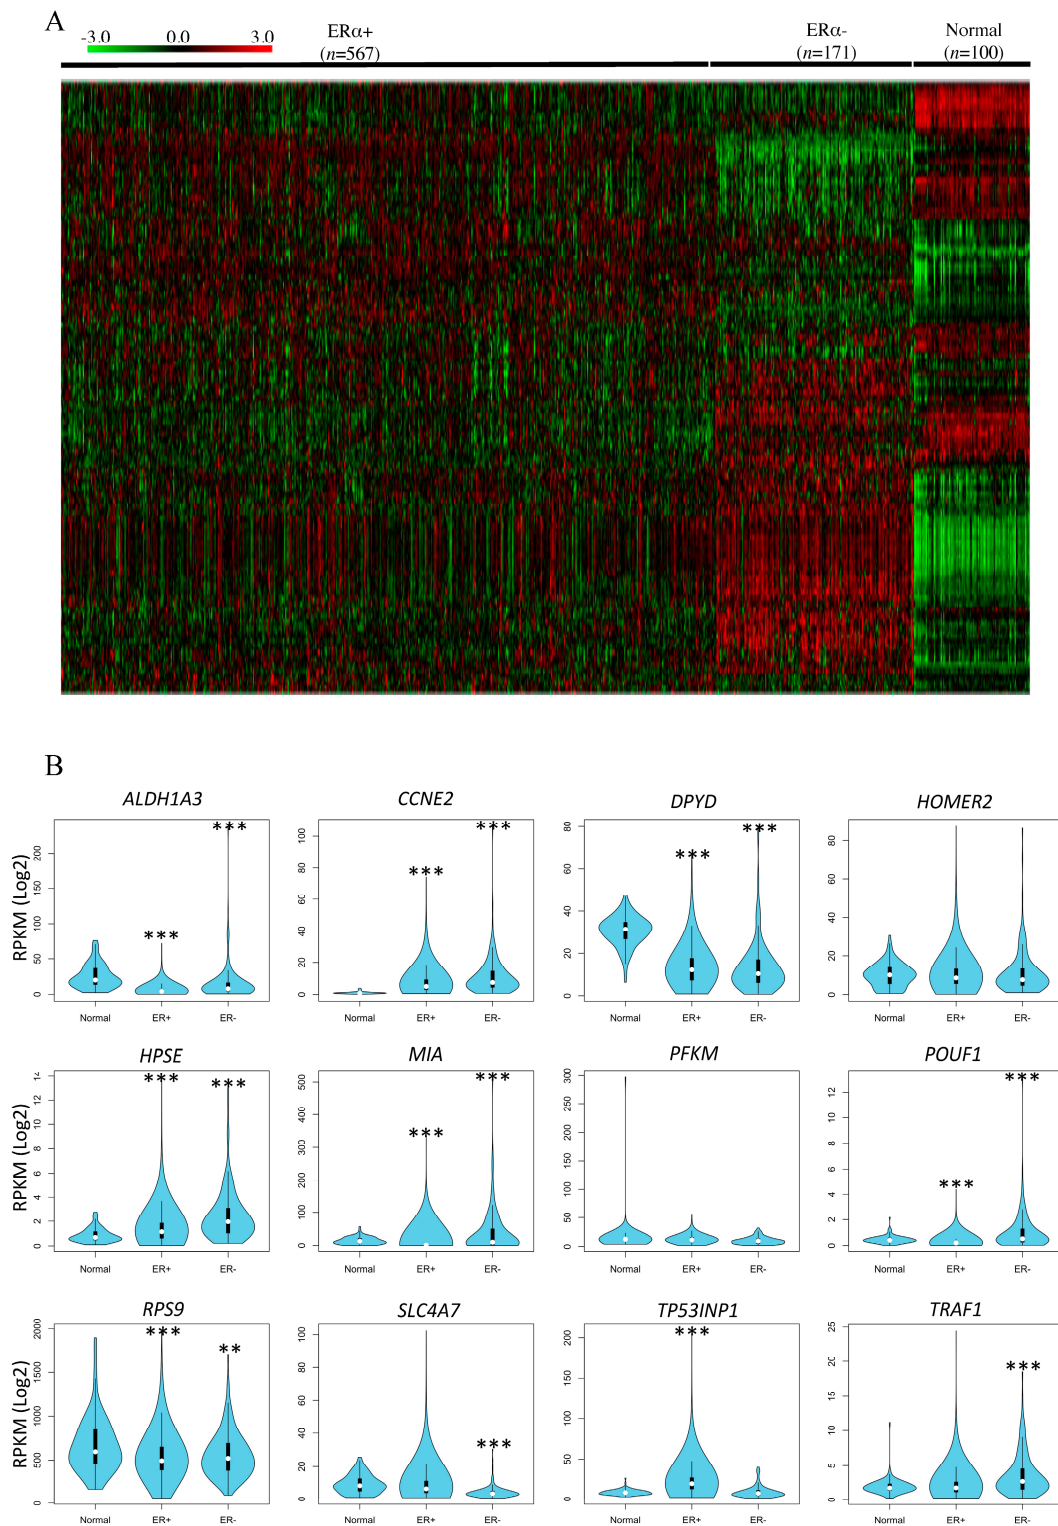 A
-3.0 0.0 3.0
ERα+
(n=567)
ERα-
(n=171)
Normal
(n=100)
B
ALDH1A3
CCNE2
DPYD
HOMER2
RPKM (Log2)
0 50 100 150 200
*** ***
Normal ER+ ER-
0 20 40 60 80 100
*** ***
Normal ER+ ER-
0 20 40 60 80
*** ***
Normal ER+ ER-
0 20 40 60 80
Normal ER+ ER-
HPSE
MIA
PFKM
POUF1
RPKM (Log2)
0 2 4 6 8 10 12 14
*** ***
Normal ER+ ER-
0 100 200 300 400 500
*** ***
Normal ER+ ER-
0 50 100 150 200 250 300
Normal ER+ ER-
0 2 4 6 8 10 12
*** ***
Normal ER+ ER-
RPS9
SLC4A7
TP53INP1
TRAF1
RPKM (Log2)
0 500 1000 1500 2000
*** **
Normal ER+ ER-
0 20 40 60 80 100
***
Normal ER+ ER-
0 50 100 150 200
***
Normal ER+ ER-
0 5 10 15 20 25
***
Normal ER+ ER-